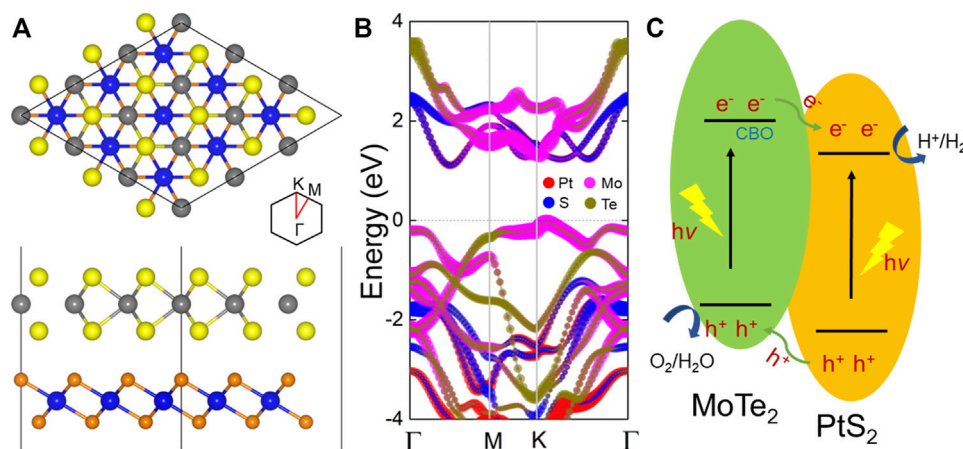 A
K
M
Γ
B
4
2
0
-2
-4
Energy (eV)
Pt Mo
S Te
Γ M K Γ
C
e⁻ e⁻
CBO
e⁻
e⁻ e⁻
H⁺/H₂
hν
hν
h⁺ h⁺
O₂/H₂O
h⁺
h⁺ h⁺
MoTe₂
PtS₂